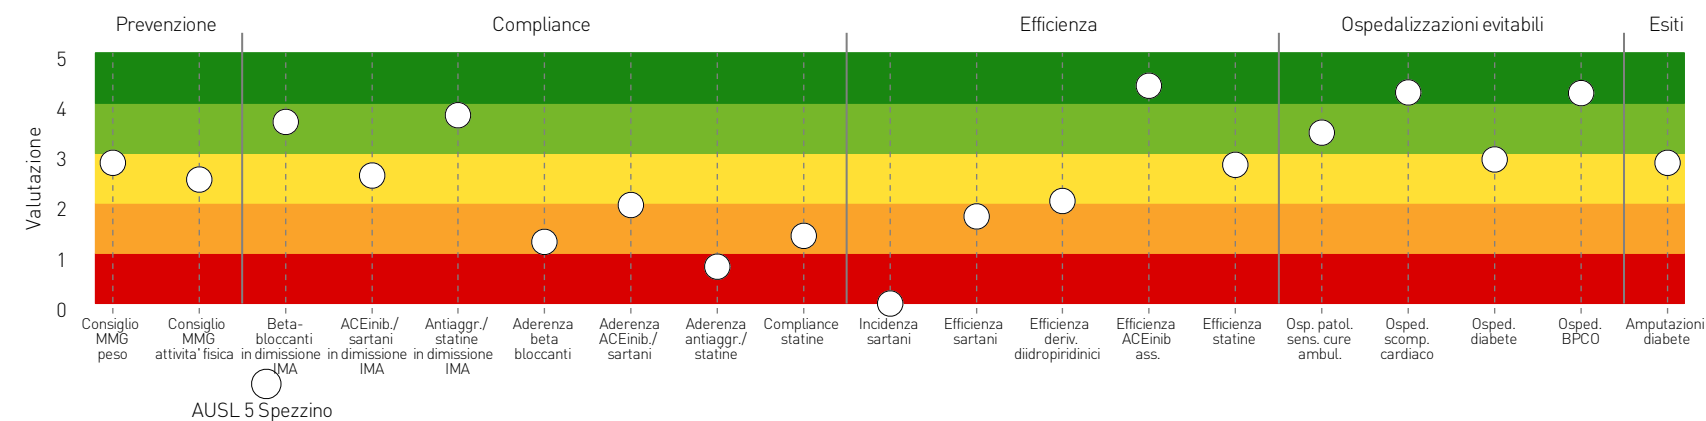 Prevenzione
Compliance
Efficienza
Ospedalizzazioni evitabili
Esiti
Valutazione
5
4
3
2
1
0
Consiglio
MMG
peso
Consiglio
MMG
attivita' fisica
Beta-
bloccanti
in dimissione
IMA
ACEinib./
sartani
in dimissione
IMA
Antiaggr./
statine
in dimissione
IMA
Aderenza
beta
bloccanti
Aderenza
ACEinib./
sartani
Aderenza
antiaggr./
statine
Compliance
statine
Incidenza
sartani
Efficienza
sartani
Efficienza
deriv.
diidropiridinici
Efficienza
ACEinib
ass.
Efficienza
statine
Osp. patol.
sens. cure
ambul.
Osped.
scomp.
cardiaco
Osped.
diabete
Osped.
BPCO
Amputazioni
diabete
AUSL 5 Spezzino